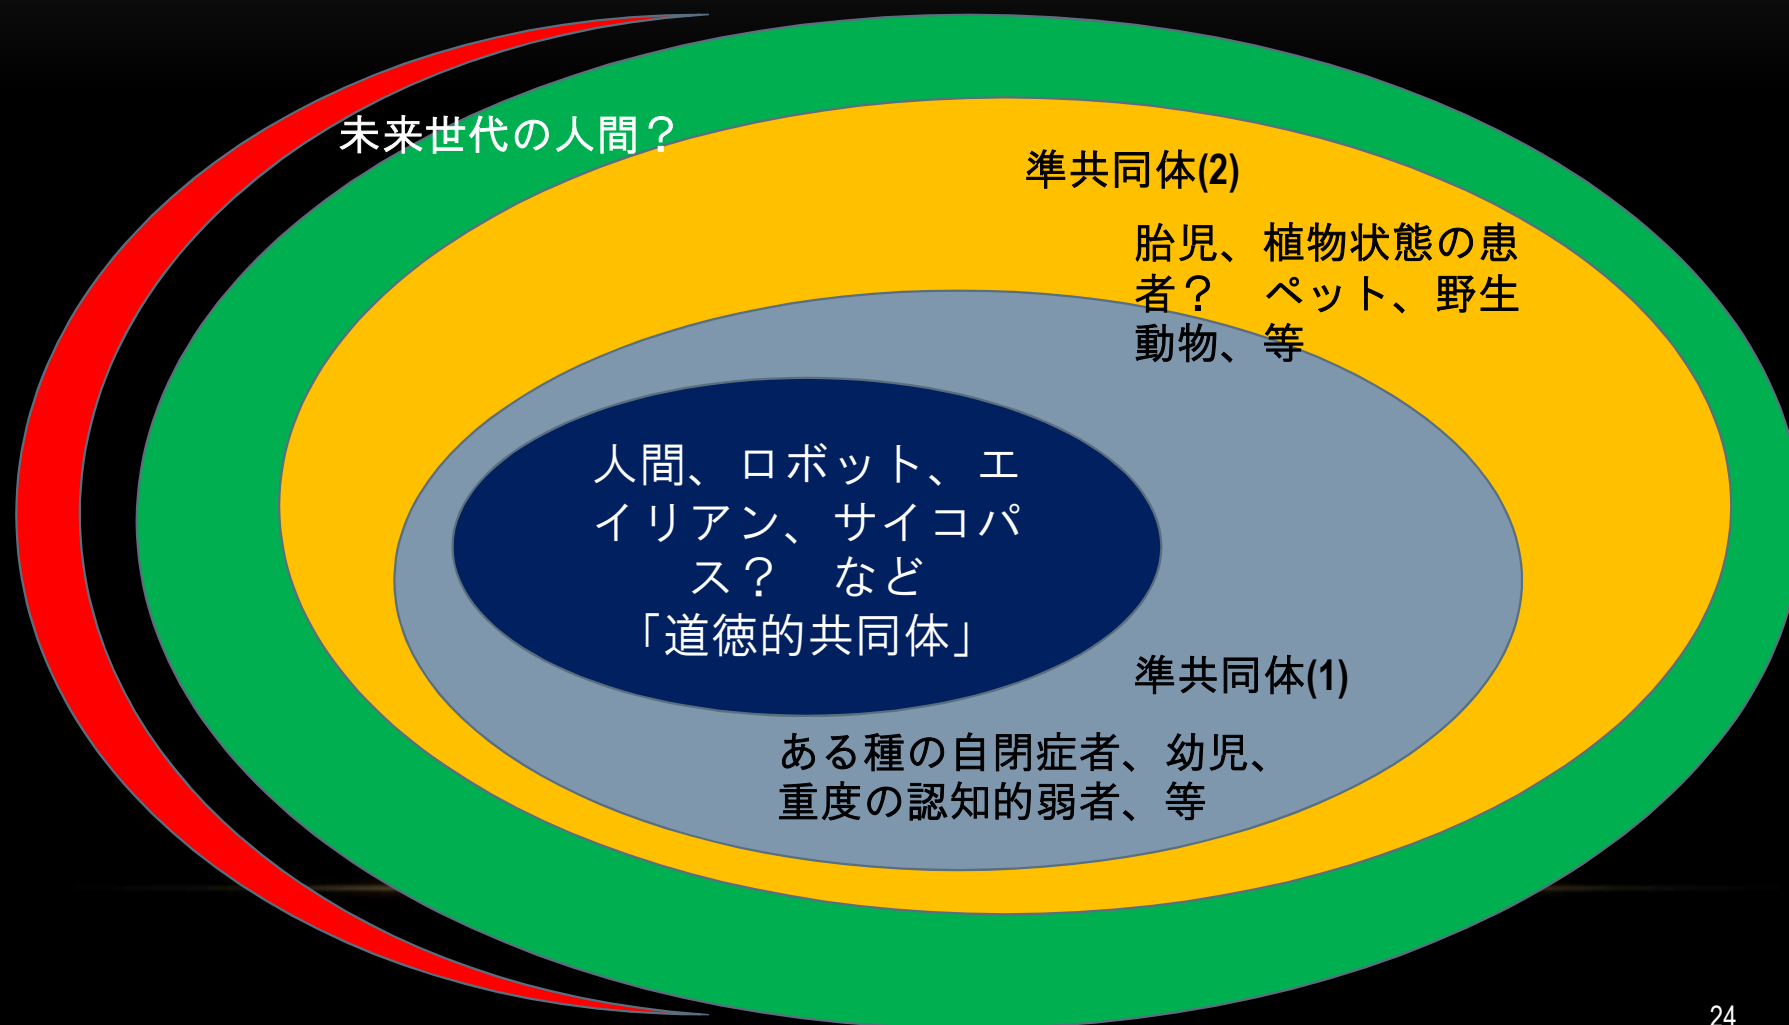 未来世代の人間？
準共同体(2)
胎児、植物状態の患
者？　ペット、野生
動物、等
人間、ロボット、エ
イリアン、サイコパ
ス？　など
「道徳的共同体」
準共同体(1)
ある種の自閉症者、幼児、
重度の認知的弱者、等
24